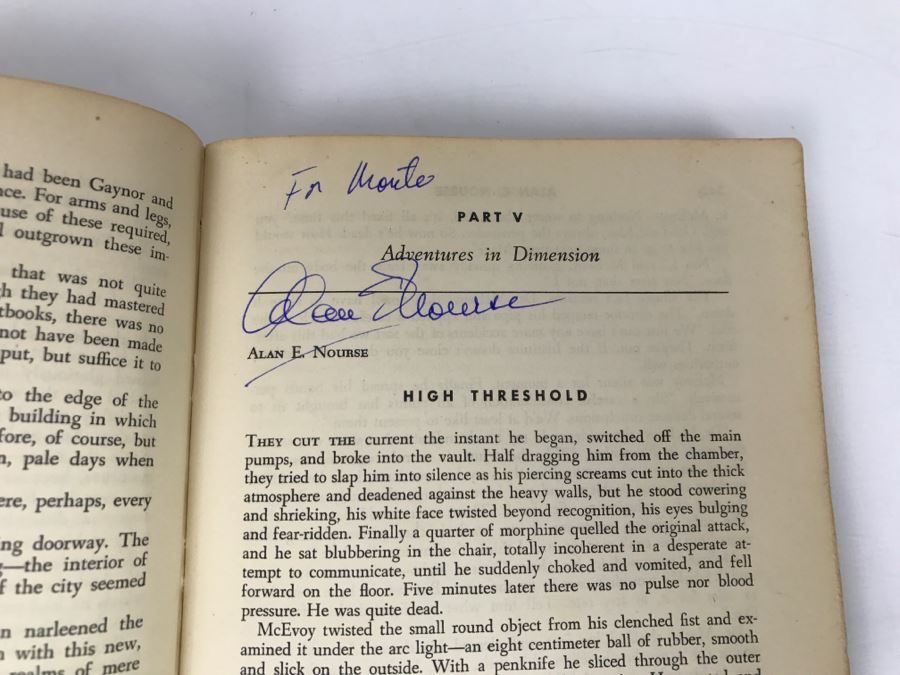 had been Gaynor and
nce. For arms and legs,
use of these required,
l outgrown these im-
that was not quite
h they had mastered
tbooks, there was no
not have been made
put, but suffice it to
to the edge of the
building in which
fore, of course, but
n, pale days when
ere, perhaps, every
ing doorway. The
g—the interior of
f the city seemed
n narleened the
n with this new,
realms of mere
For Monte
PART V
Adventures in Dimension
Alan E Nourse
ALAN E. NOURSE
HIGH THRESHOLD
THEY CUT THE current the instant he began, switched off the main
pumps, and broke into the vault. Half dragging him from the chamber,
they tried to slap him into silence as his piercing screams cut into the thick
atmosphere and deadened against the heavy walls, but he stood cowering
and shrieking, his white face twisted beyond recognition, his eyes bulging
and fear-ridden. Finally a quarter of morphine quelled the original attack,
and he sat blubbering in the chair, totally incoherent in a desperate at-
tempt to communicate, until he suddenly choked and vomited, and fell
forward on the floor. Five minutes later there was no pulse nor blood
pressure. He was quite dead.
McEvoy twisted the small round object from his clenched fist and ex-
amined it under the arc light—an eight centimeter ball of rubber, smooth
and slick on the outside. With a penknife he sliced through the outer